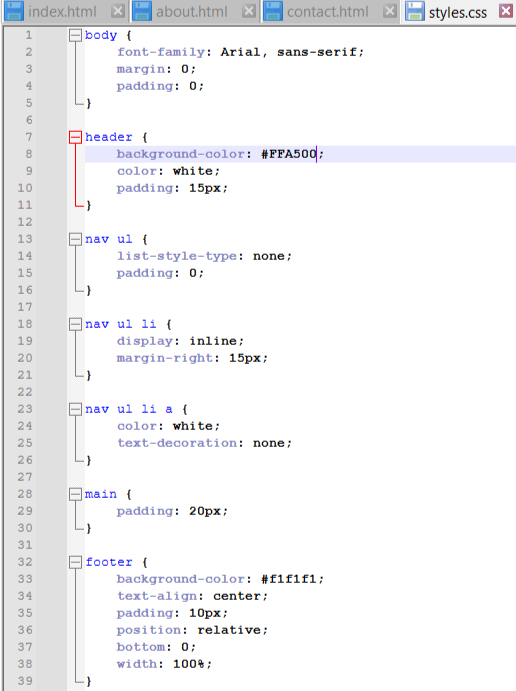 index.html about.html contact.html styles.css
1 body {
2 font-family: Arial, sans-serif;
3 margin: 0;
4 padding: 0;
5 }
6
7 header {
8 background-color: #FFA500;
9 color: white;
10 padding: 15px;
11 }
12
13 nav ul {
14 list-style-type: none;
15 padding: 0;
16 }
17
18 nav ul li {
19 display: inline;
20 margin-right: 15px;
21 }
22
23 nav ul li a {
24 color: white;
25 text-decoration: none;
26 }
27
28 main {
29 padding: 20px;
30 }
31
32 footer {
33 background-color: #f1f1f1;
34 text-align: center;
35 padding: 10px;
36 position: relative;
37 bottom: 0;
38 width: 100%;
39 }